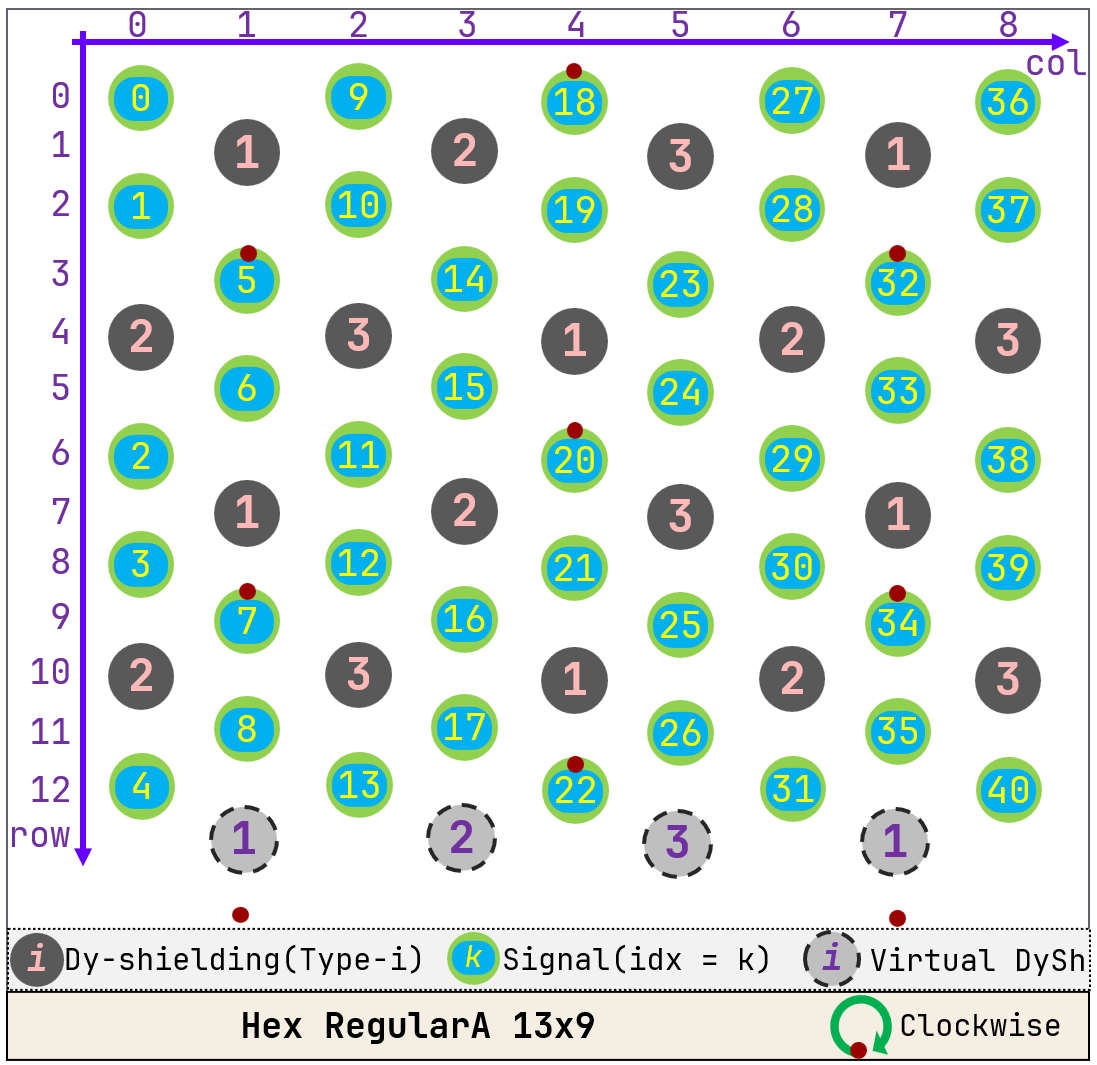 0 1 2 3 4 5 6 7 8
col
0 0 9 18 27 36
1 1 2 3 1
2 1 10 19 28 37
3 5 14 23 32
4 2 3 1 2 3
5 6 15 24 33
6 2 11 20 29 38
7 1 2 3 1
8 3 12 21 30 39
9 7 16 25 34
10 2 3 1 2 3
11 8 17 26 35
12 4 13 22 31 40
row 1 2 3 1
i Dy-shielding(Type-i) k Signal(idx = k) i Virtual DySh
Hex RegularA 13x9 Clockwise